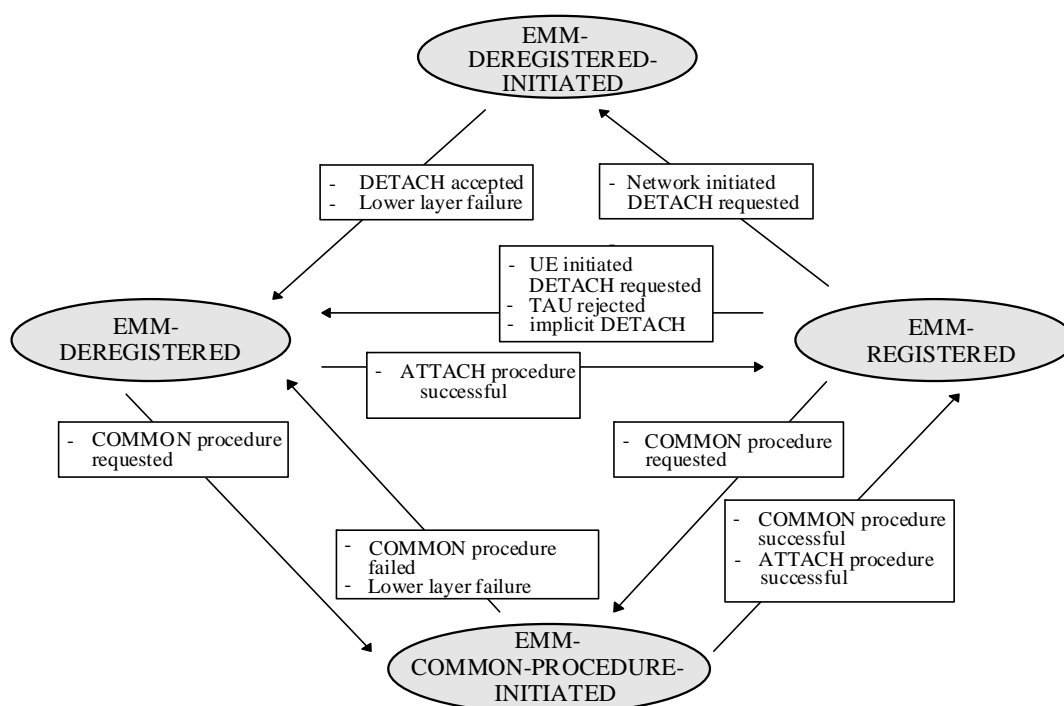 EMM-
DEREGISTERED-
INITIATED
- DETACH accepted
- Lower layer failure
- Network initiated
DETACH requested
- UE initiated
DETACH requested
- TAU rejected
- implicit DETACH
EMM-
DEREGISTERED
EMM-
REGISTERED
- ATTACH procedure
successful
- COMMON procedure
requested
- COMMON procedure
requested
- COMMON procedure
failed
- Lower layer failure
- COMMON procedure
successful
- ATTACH procedure
successful
EMM-
COMMON-PROCEDURE-
INITIATED